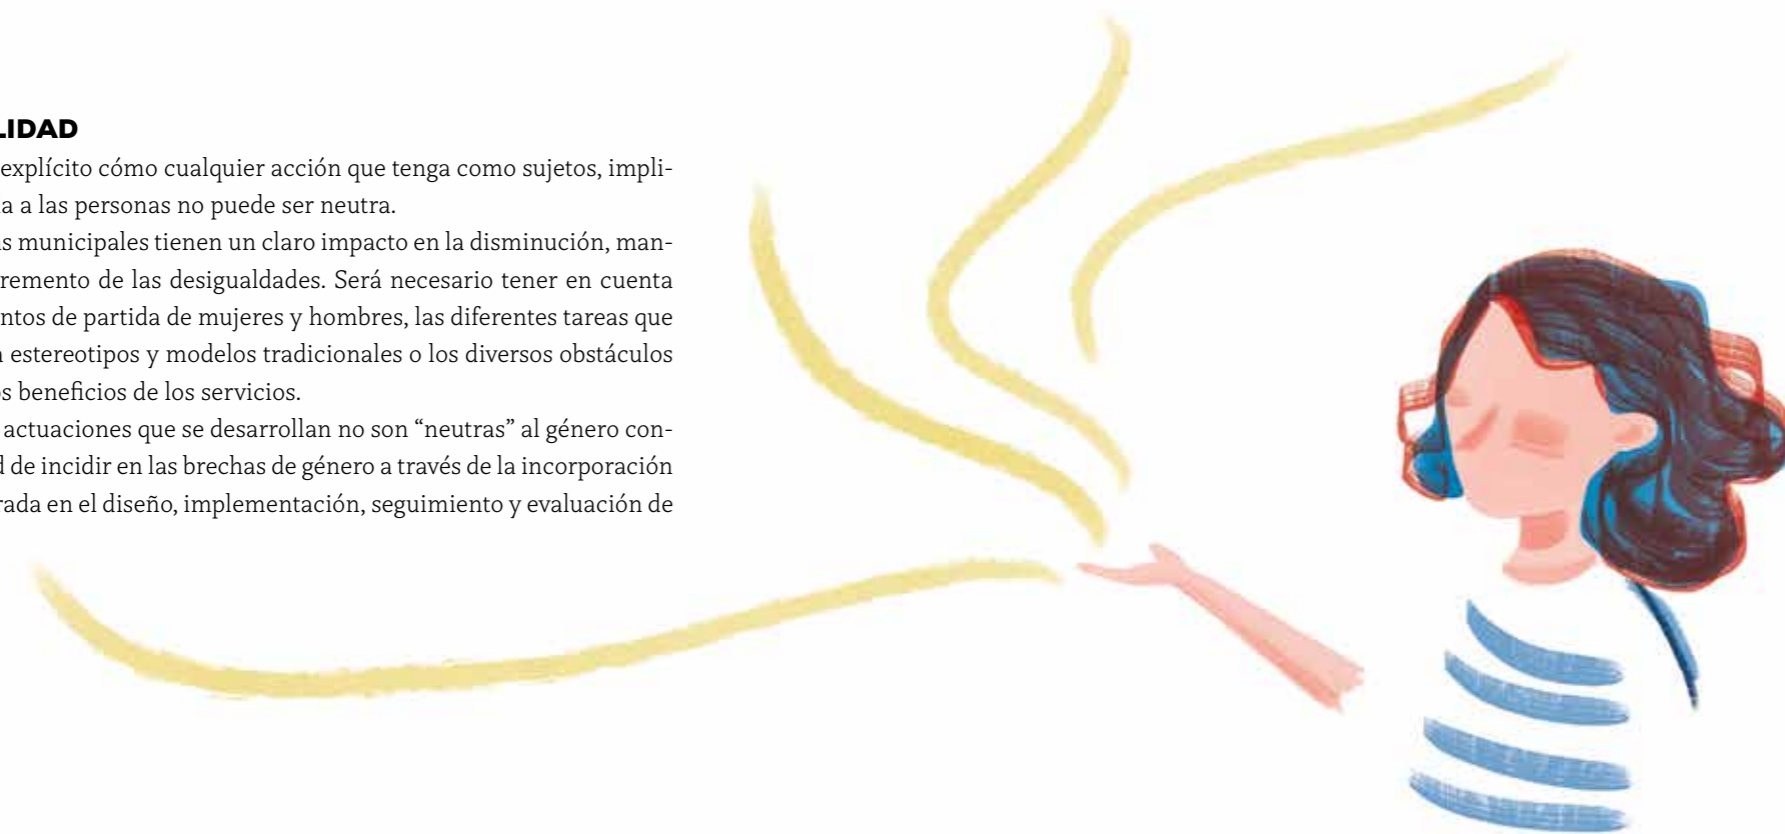 LIDAD
explícito cómo cualquier acción que tenga como sujetos, impli-
a a las personas no puede ser neutra.
as municipales tienen un claro impacto en la disminución, man-
remento de las desigualdades. Será necesario tener en cuenta
ntos de partida de mujeres y hombres, las diferentes tareas que
n estereotipos y modelos tradicionales o los diversos obstáculos
os beneficios de los servicios.
actuaciones que se desarrollan no son “neutras” al género con-
d de incidir en las brechas de género a través de la incorporación
rada en el diseño, implementación, seguimiento y evaluación de